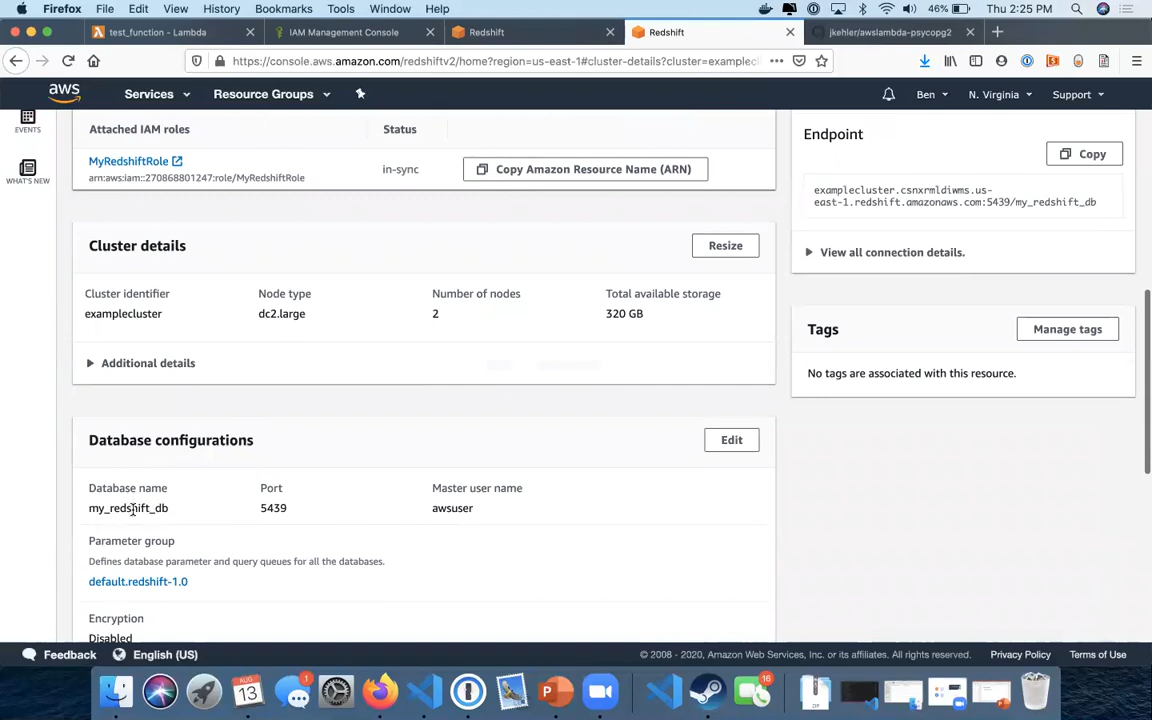 Firefox File Edit View History Bookmarks Tools Window Help 46% Thu 2:25 PM
test_function - Lambda IAM Management Console Redshift Redshift jkehler/awslambda-psycopg2
https://console.aws.amazon.com/redshiftv2/home?region=us-east-1#cluster-details?cluster=examplecl
aws Services Resource Groups Ben N. Virginia Support
EVENTS
WHAT'S NEW
Attached IAM roles Status
MyRedshiftRole
arn:aws:iam::270868801247:role/MyRedshiftRole
in-sync
Copy Amazon Resource Name (ARN)
Endpoint
Copy
examplecluster.csnxrmldiwms.us-
east-1.redshift.amazonaws.com:5439/my_redshift_db
View all connection details.
Cluster details Resize
Cluster identifier Node type Number of nodes Total available storage
examplecluster dc2.large 2 320 GB
Additional details
Tags Manage tags
No tags are associated with this resource.
Database configurations Edit
Database name Port Master user name
my_redshift_db 5439 awsuser
Parameter group
Defines database parameter and query queues for all the databases.
default.redshift-1.0
Encryption
Disabled
Feedback English (US) © 2008 - 2020, Amazon Web Services, Inc. or its affiliates. All rights reserved. Privacy Policy Terms of Use
AUG
13
1
16